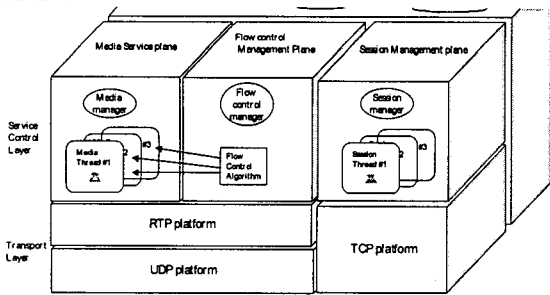 Media Service plane
Flow control
Management Plane
Session Management plane
Media
manager
Flow
control
manager
Session
manager
Service
Control
Layer
#3
2
Media
Thread #1
Flow
Control
Algorithm
#3
2
Session
Thread #1
RTP platform
TCP platform
Transport
Layer
UDP platform